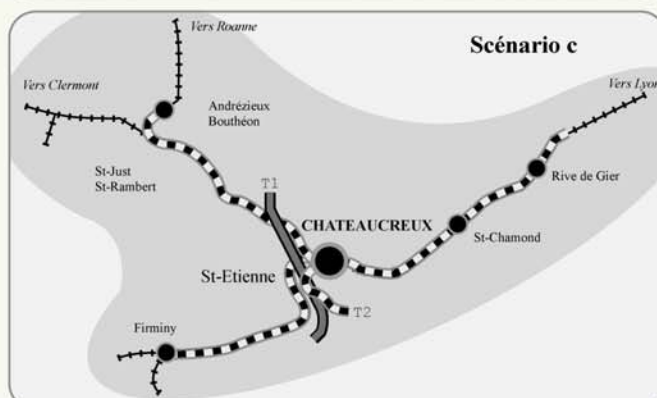 Vers Roanne
Scénario c
Vers Clermont
Vers Lyon
Andrézieux
Bouthéon
Rive de Gier
St-Just
St-Rambert
T1
CHATEAUCREUX
St-Chamond
St-Etienne
T2
Firminy